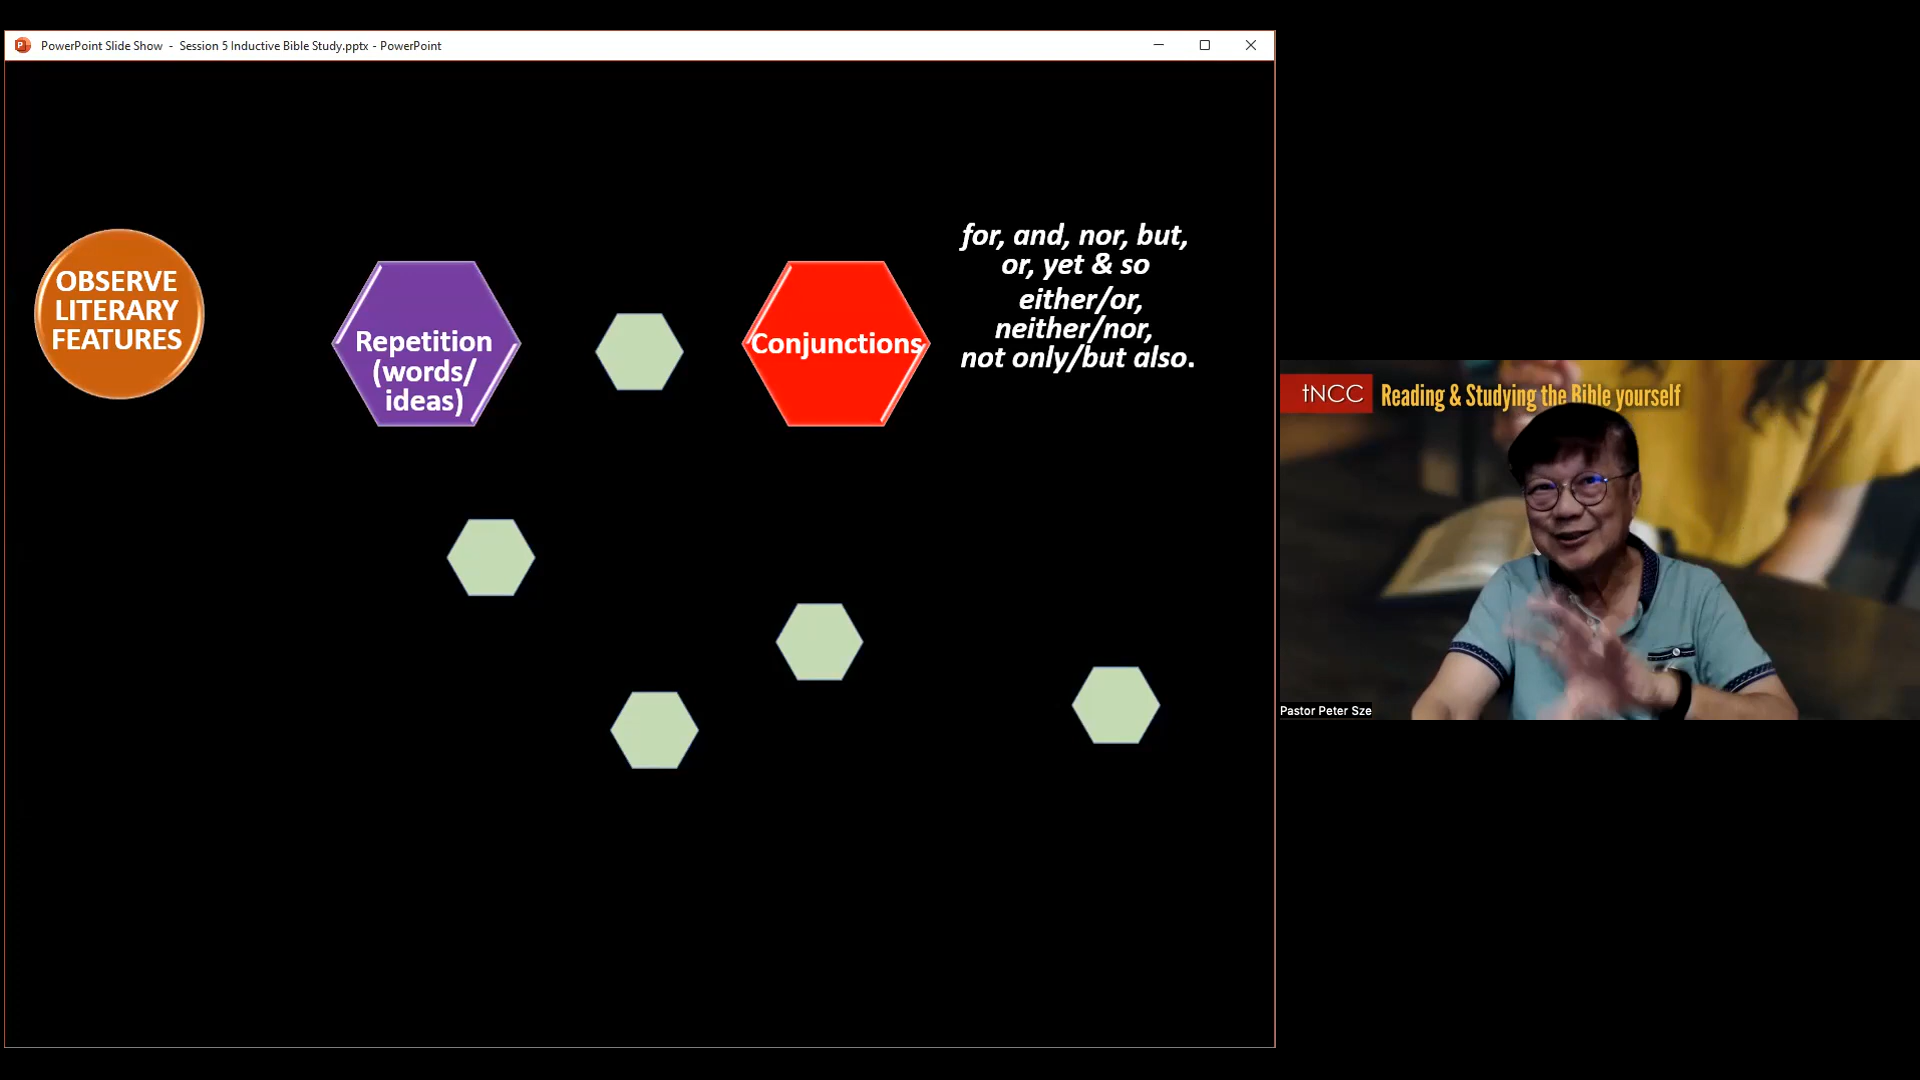 PowerPoint Slide Show - Session 5 Inductive Bible Study.pptx - PowerPoint
OBSERVE
LITERARY
FEATURES
Repetition
(words/
ideas)
Conjunctions
for, and, nor, but,
or, yet & so
either/or,
neither/nor,
not only/but also.
tNCC
Reading & Studying the Bible yourself
Pastor Peter Sze